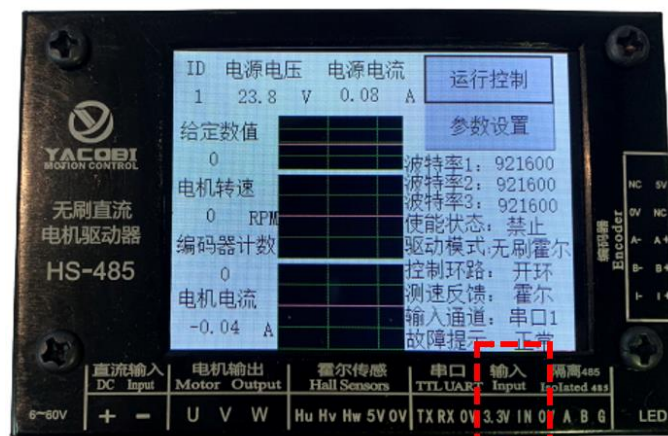 ID 电源电压 电源电流
1 23.8 V 0.08 A
运行控制
参数设置
给定数值
0
电机转速
0 RPM
编码器计数
0
电机电流
-0.04 A
波特率1: 921600
波特率2: 921600
波特率3: 921600
使能状态: 禁止
驱动模式:无刷霍尔
控制环路: 开环
测速反馈: 霍尔
输入通道: 串口1
故障提示: 正常
YACOBI
MOTION CONTROL
无刷直流
电机驱动器
HS-485
编码器
Encoder
NC 5V
0V NC
A- A+
B- B+
I- I+
直流输入 电机输出 霍尔传感 串口 输入 隔离485
DC Input Motor Output Hall Sensors TTL UART Input Isolated 485
6~60V + - U V W Hu Hv Hw 5V 0V TX RX 0V 3.3V IN 0V A B G LED